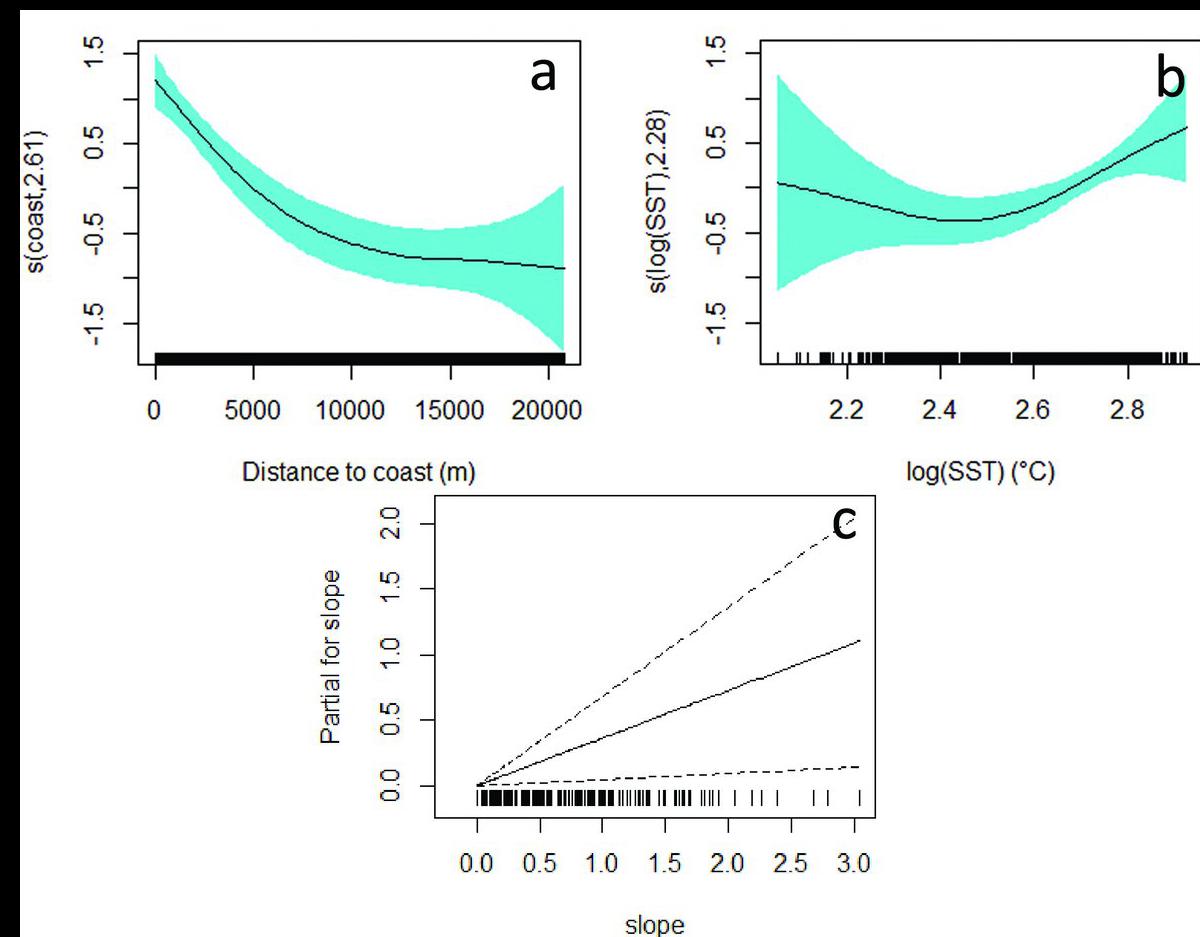 a
s(coast,2.61)
1.5
0.5
-0.5
-1.5
0 5000 10000 15000 20000
Distance to coast (m)
b
s(log(SST),2.28)
1.5
0.5
-0.5
-1.5
2.2 2.4 2.6 2.8
log(SST) (°C)
c
Partial for slope
2.0
1.5
1.0
0.5
0.0
0.0 0.5 1.0 1.5 2.0 2.5 3.0
slope